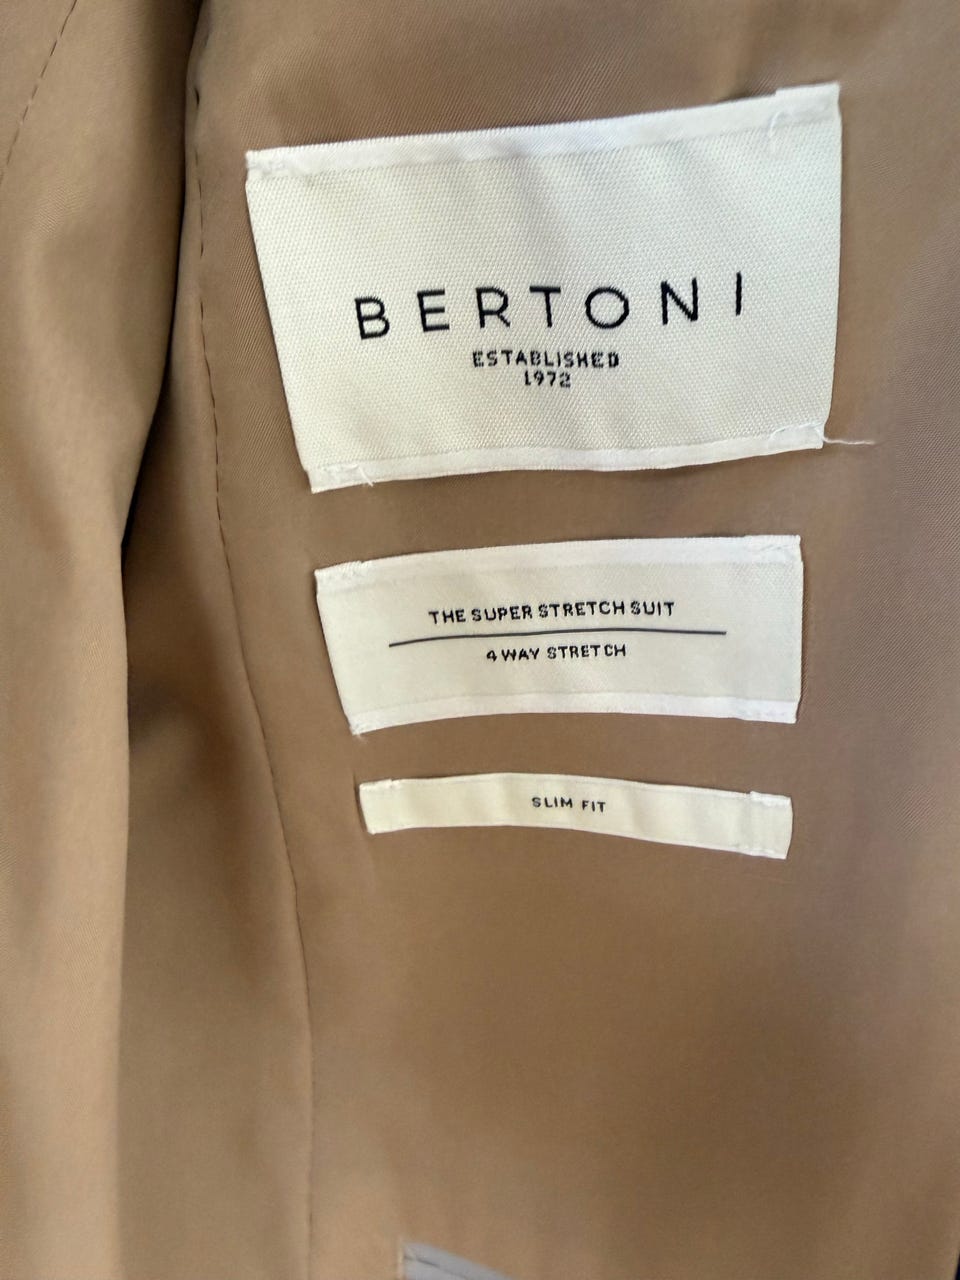 BERTONI
ESTABLISHED
1972
THE SUPER STRETCH SUIT
4 WAY STRETCH
SLIM FIT